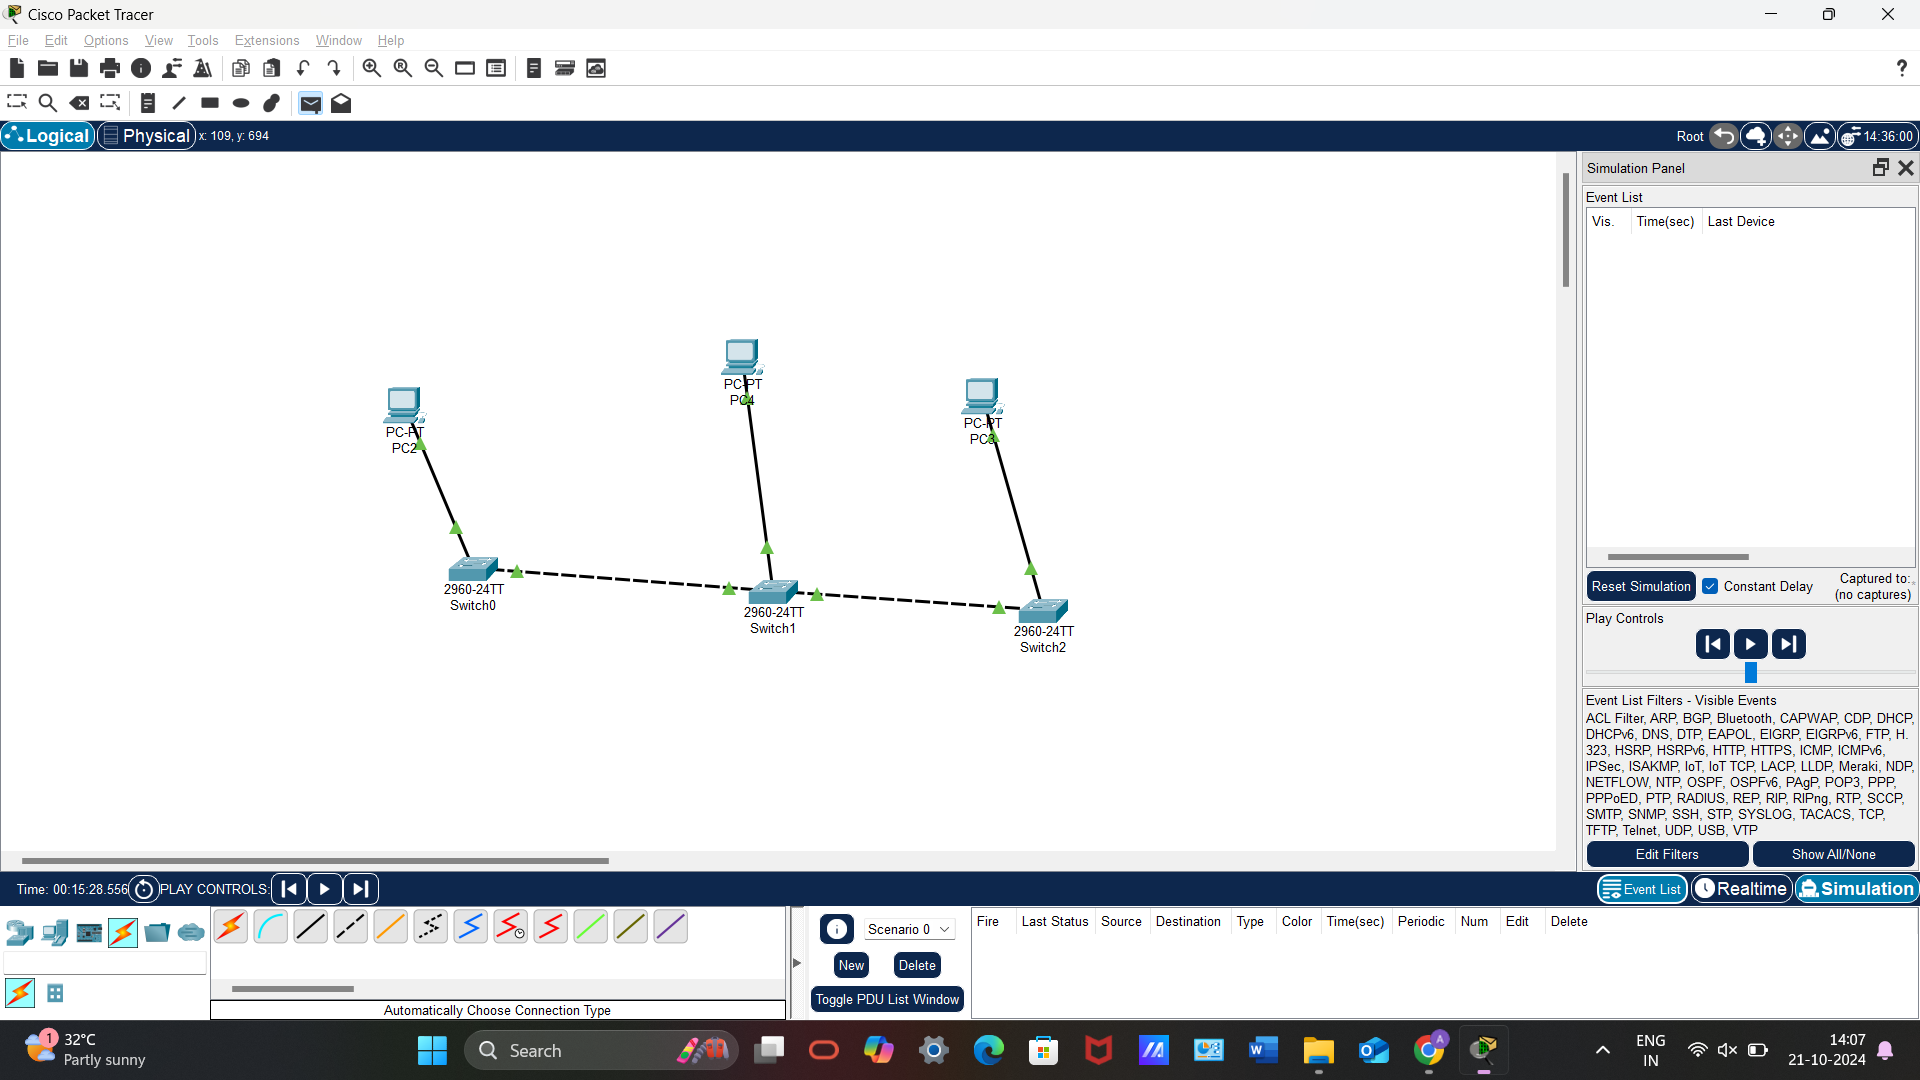 Cisco Packet Tracer
File Edit Options View Tools Extensions Window Help
?
Logical Physical x: 109, y: 694 Root 14:36:00
Simulation Panel
Event List
Vis. Time(sec) Last Device
PC-PT
PC4
PC-PT
PC3
PC-PT
PC2
2960-24TT
Switch0
2960-24TT
Switch1
2960-24TT
Switch2
Reset Simulation Constant Delay Captured to:
(no captures)
Play Controls
Event List Filters - Visible Events
ACL Filter, ARP, BGP, Bluetooth, CAPWAP, CDP, DHCP,
DHCPv6, DNS, DTP, EAPOL, EIGRP, EIGRPv6, FTP, H.
323, HSRP, HSRPv6, HTTP, HTTPS, ICMP, ICMPv6,
IPSec, ISAKMP, IoT, IoT TCP, LACP, LLDP, Meraki, NDP,
NETFLOW, NTP, OSPF, OSPFv6, PAgP, POP3, PPP,
PPPoED, PTP, RADIUS, REP, RIP, RIPng, RTP, SCCP,
SMTP, SNMP, SSH, STP, SYSLOG, TACACS, TCP,
TFTP, Telnet, UDP, USB, VTP
Edit Filters Show All/None
Time: 00:15:28.556 PLAY CONTROLS: Event List Realtime Simulation
Scenario 0
New Delete
Toggle PDU List Window
Fire Last Status Source Destination Type Color Time(sec) Periodic Num Edit Delete
Automatically Choose Connection Type
1
32°C
Partly sunny
Search
A
ENG
IN
14:07
21-10-2024